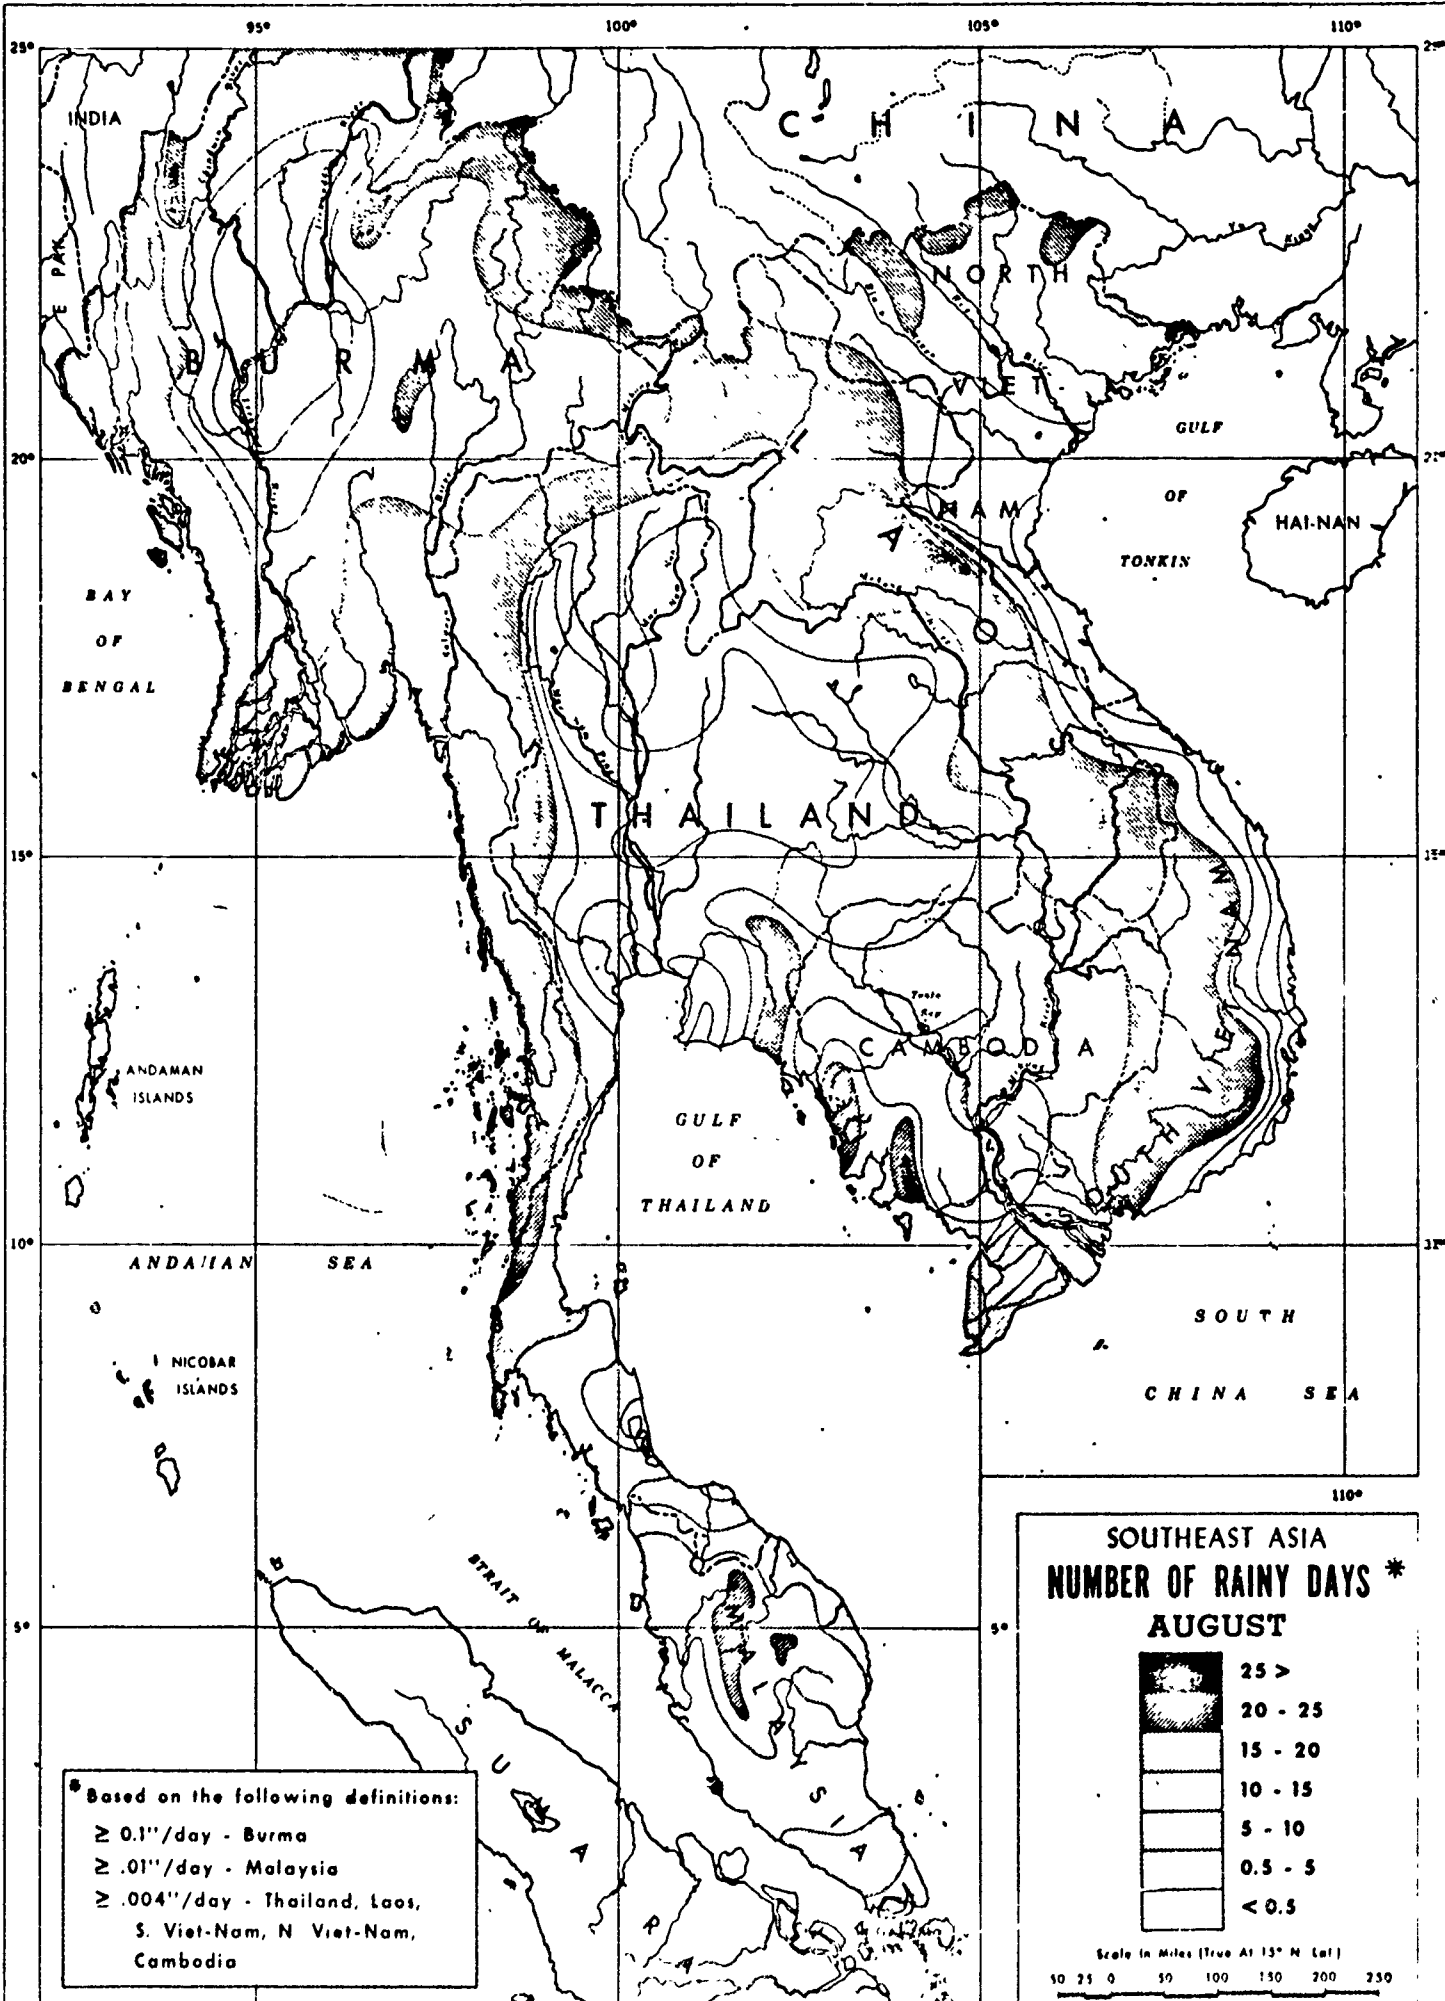 95°
100°
105°
110°
25°
INDIA
C H I N A
E PAK
NORTH
BURMA
VIET-
GULF
20°
OF
NAM
HAI-NAN
TONKIN
L
A
O
S
BAY
OF
BENGAL
THAILAND
15°
ANDAMAN
ISLANDS
Tonle
Sap
CAMBODIA
GULF
OF
THAILAND
SOUTH VIET NAM
10°
ANDAMAN SEA
SOUTH
CHINA SEA
NICOBAR
ISLANDS
110°
STRAIT OF MALACCA
5°
5°
MALAYSIA
SUMATRA
SOUTHEAST ASIA
NUMBER OF RAINY DAYS *
AUGUST
25 >
20 - 25
15 - 20
10 - 15
5 - 10
0.5 - 5
< 0.5
Scale in Miles (True At 15° N Lat)
50 25 0 50 100 150 200 250
* Based on the following definitions:
≥ 0.1''/day - Burma
≥ .01''/day - Malaysia
≥ .004''/day - Thailand, Laos,
S. Viet-Nam, N Viet-Nam,
Cambodia